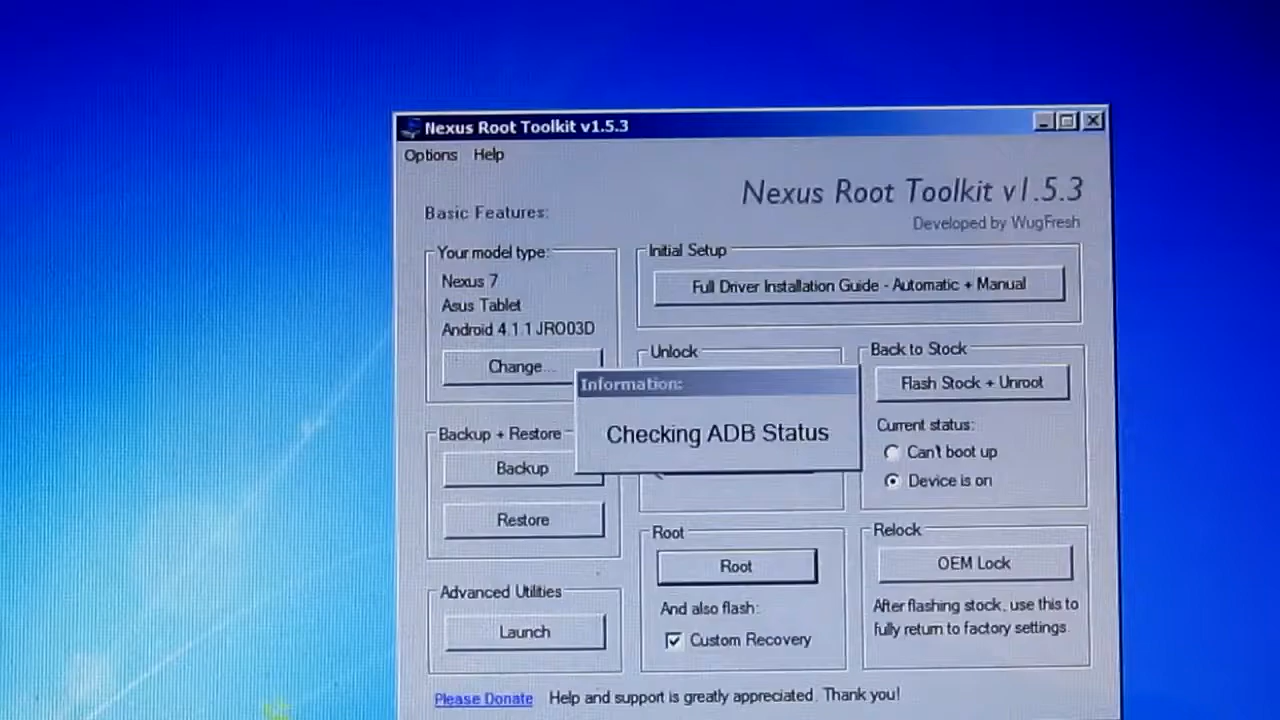 Nexus Root Toolkit v1.5.3
Options Help
Nexus Root Toolkit v1.5.3
Developed by WugFresh
Basic Features:
Your model type:
Nexus 7
Asus Tablet
Android 4.1.1 JRO03D
Change...
Initial Setup
Full Driver Installation Guide - Automatic + Manual
Unlock
Back to Stock
Flash Stock + Unroot
Current status:
Can't boot up
Device is on
Information:
Checking ADB Status
Backup + Restore
Backup
Restore
Root
Root
And also flash:
Custom Recovery
Relock
OEM Lock
After flashing stock, use this to
fully return to factory settings.
Advanced Utilities
Launch
Please Donate Help and support is greatly appreciated. Thank you!